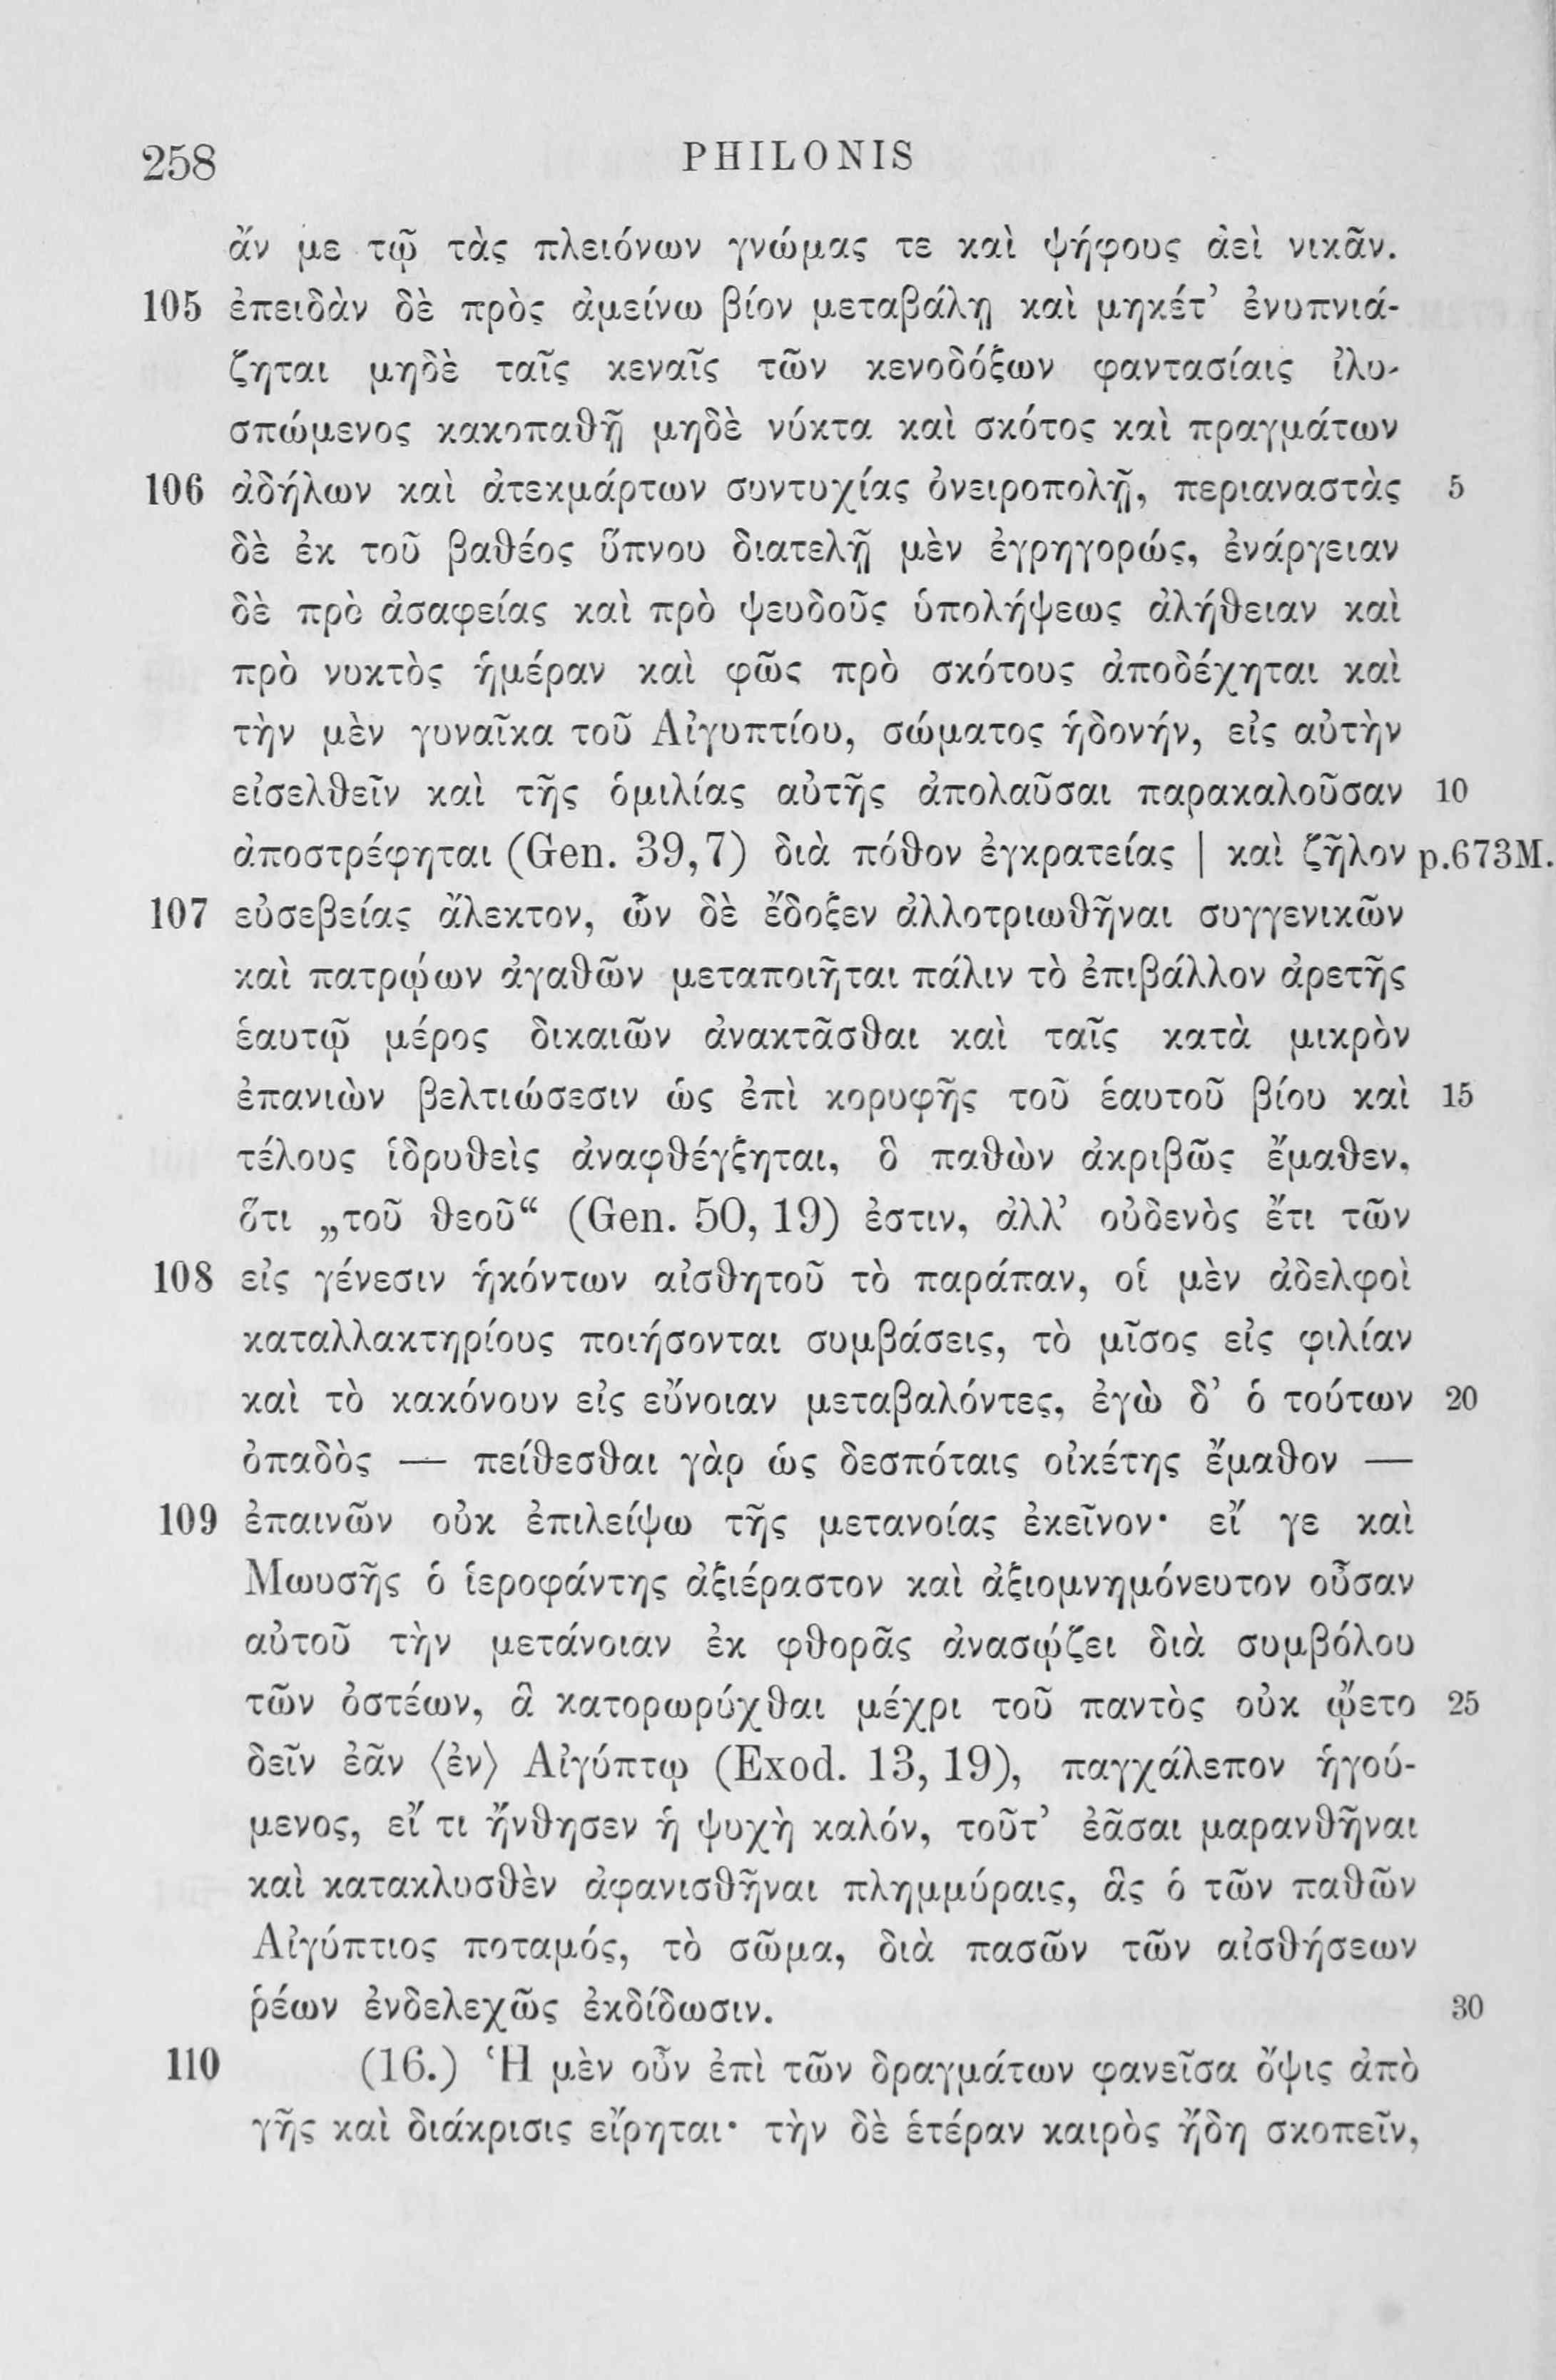 258 PHILONIS
ἄν με τῷ τὰς πλειόνων γνώμας τε καὶ ψήφους ἀεὶ νικᾶν.
105 ἐπειδὰν δὲ πρὸς ἀμείνω βίον μεταβάλῃ καὶ μηκέτ’ ἐνυπνιά-
ζηται μηδὲ ταῖς κεναῖς τῶν κενοδόξων φαντασίαις ἰλυ-
σπώμενος κακοπαθῇ μηδὲ νύκτα καὶ σκότος καὶ πραγμάτων
106 ἀδήλων καὶ ἀτεκμάρτων συντυχίας ὀνειροπολῇ, περιαναστὰς 5
δὲ ἐκ τοῦ βαθέος ὕπνου διατελῇ μὲν ἐγρηγορώς, ἐνάργειαν
δὲ πρὸ ἀσαφείας καὶ πρὸ ψευδοῦς ὑπολήψεως ἀλήθειαν καὶ
πρὸ νυκτὸς ἡμέραν καὶ φῶς πρὸ σκότους ἀποδέχηται καὶ
τὴν μὲν γυναῖκα τοῦ Αἰγυπτίου, σώματος ἡδονήν, εἰς αὐτὴν
εἰσελθεῖν καὶ τῆς ὁμιλίας αὐτῆς ἀπολαῦσαι παρακαλοῦσαν 10
ἀποστρέφηται (Gen. 39,7) διὰ πόθον ἐγκρατείας | καὶ ζῆλον p.673M.
107 εὐσεβείας ἄλεκτον, ὧν δὲ ἔδοξεν ἀλλοτριωθῆναι συγγενικῶν
καὶ πατρῴων ἀγαθῶν μεταποιῆται πάλιν τὸ ἐπιβάλλον ἀρετῆς
ἑαυτῷ μέρος δικαιῶν ἀνακτᾶσθαι καὶ ταῖς κατὰ μικρὸν
ἐπανιὼν βελτιώσεσιν ὡς ἐπὶ κορυφῆς τοῦ ἑαυτοῦ βίου καὶ 15
τέλους ἱδρυθεὶς ἀναφθέγξηται, ὃ παθὼν ἀκριβῶς ἔμαθεν,
ὅτι „τοῦ θεοῦ“ (Gen. 50, 19) ἐστιν, ἀλλ’ οὐδενὸς ἔτι τῶν
108 εἰς γένεσιν ἡκόντων αἰσθητοῦ τὸ παράπαν, οἱ μὲν ἀδελφοὶ
καταλλακτηρίους ποιήσονται συμβάσεις, τὸ μῖσος εἰς φιλίαν
καὶ τὸ κακόνουν εἰς εὔνοιαν μεταβαλόντες, ἐγὼ δ’ ὁ τούτων 20
ὀπαδὸς — πείθεσθαι γὰρ ὡς δεσπόταις οἰκέτης ἔμαθον —
109 ἐπαινῶν οὐκ ἐπιλείψω τῆς μετανοίας ἐκεῖνον· εἴ γε καὶ
Μωυσῆς ὁ ἱεροφάντης ἀξιέραστον καὶ ἀξιομνημόνευτον οὖσαν
αὐτοῦ τὴν μετάνοιαν ἐκ φθορᾶς ἀνασῴζει διὰ συμβόλου
τῶν ὀστέων, ἃ κατορωρύχθαι μέχρι τοῦ παντὸς οὐκ ᾤετο 25
δεῖν ἐᾶν ⟨ἐν⟩ Αἰγύπτῳ (Exod. 13, 19), παγχάλεπον ἡγού-
μενος, εἴ τι ἤνθησεν ἡ ψυχὴ καλόν, τοῦτ’ ἐᾶσαι μαρανθῆναι
καὶ κατακλυσθὲν ἀφανισθῆναι πλημμύραις, ἃς ὁ τῶν παθῶν
Αἰγύπτιος ποταμός, τὸ σῶμα, διὰ πασῶν τῶν αἰσθήσεων
ῥέων ἐνδελεχῶς ἐκδίδωσιν. 30
110 (16.) Ἡ μὲν οὖν ἐπὶ τῶν δραγμάτων φανεῖσα ὄψις ἀπὸ
γῆς καὶ διάκρισις εἴρηται· τὴν δὲ ἑτέραν καιρὸς ἤδη σκοπεῖν,